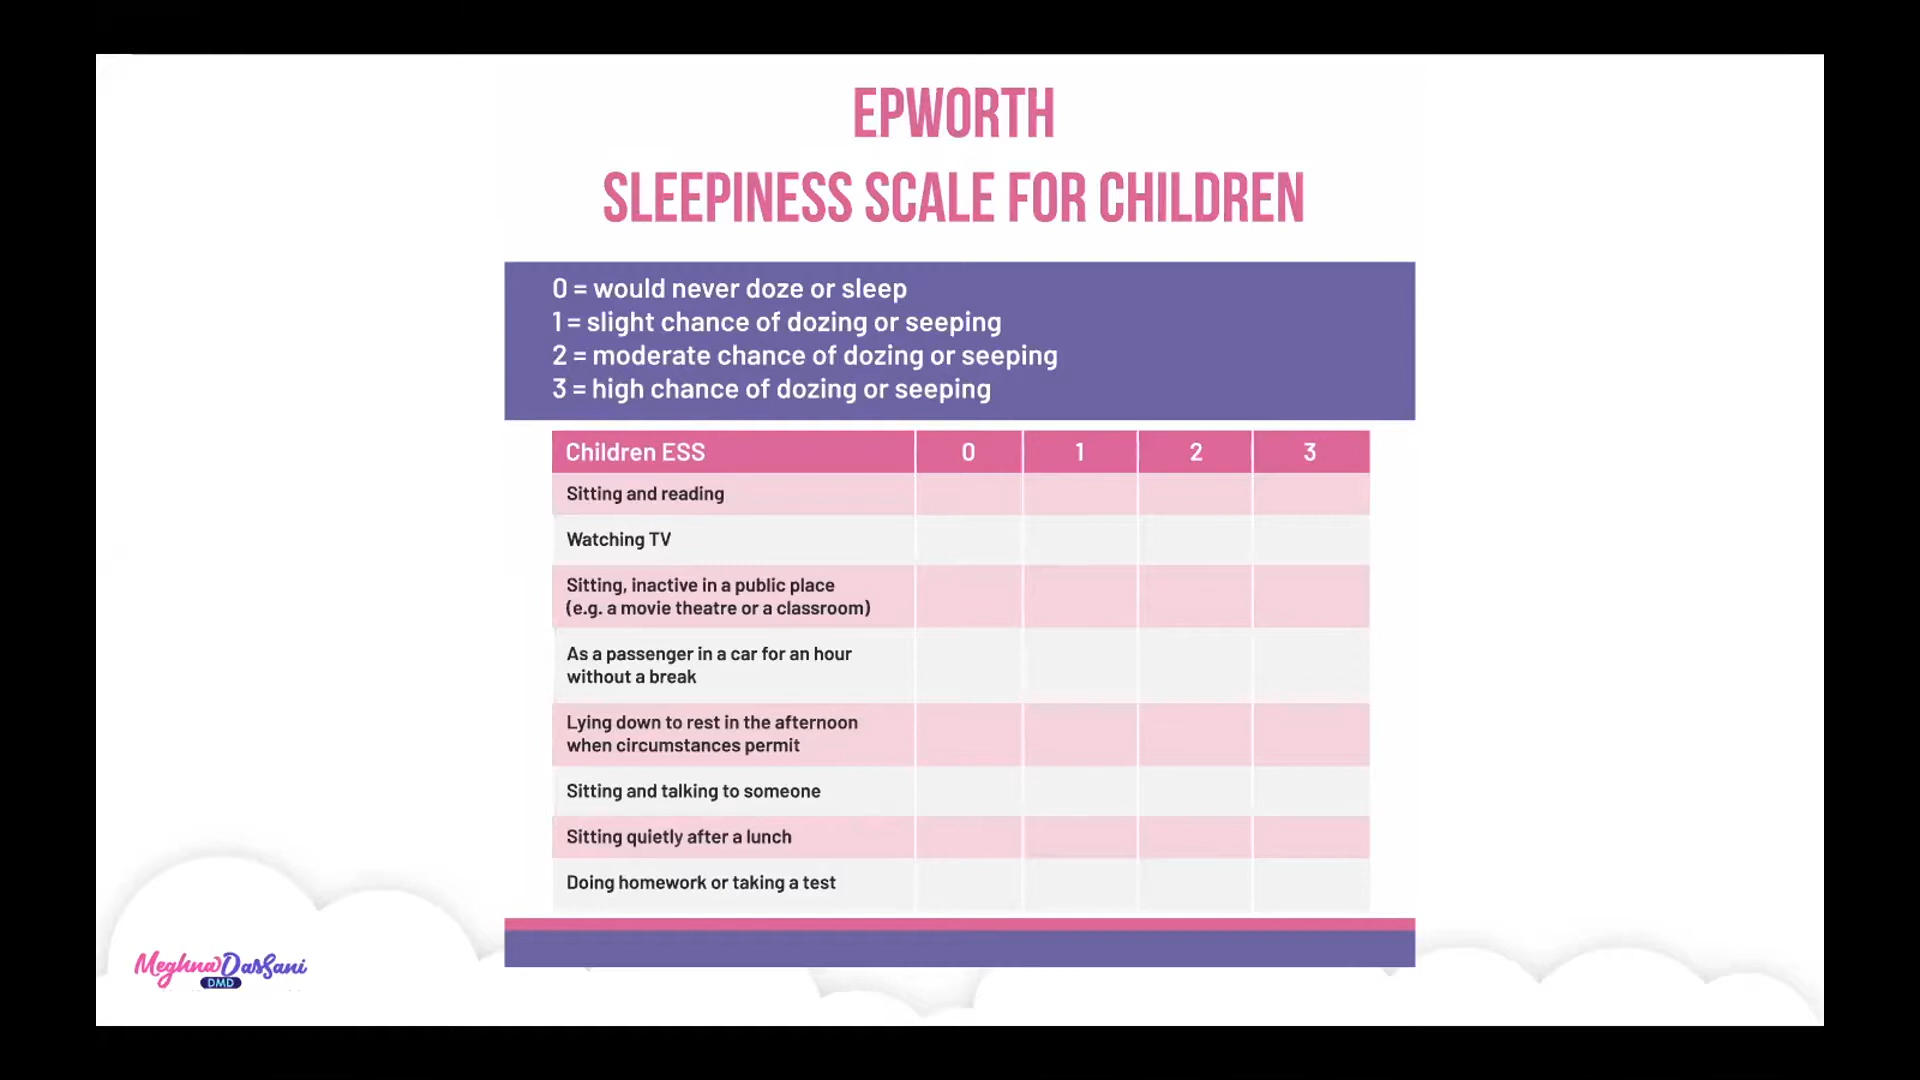 EPWORTH
SLEEPINESS SCALE FOR CHILDREN
0 = would never doze or sleep
1 = slight chance of dozing or seeping
2 = moderate chance of dozing or seeping
3 = high chance of dozing or seeping
Children ESS 0 1 2 3
Sitting and reading
Watching TV
Sitting, inactive in a public place
(e.g. a movie theatre or a classroom)
As a passenger in a car for an hour
without a break
Lying down to rest in the afternoon
when circumstances permit
Sitting and talking to someone
Sitting quietly after a lunch
Doing homework or taking a test
Meghna Dassani
DMD